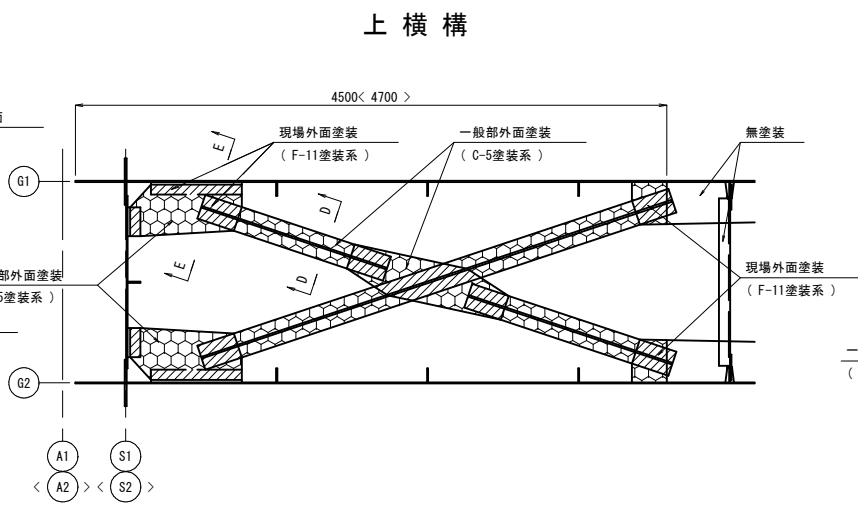 上横構
4500< 4700 >
面
現場外面塗装
( F-11塗装系 )
一般部外面塗装
( C-5塗装系 )
無塗装
E
G1
D
部外面塗装
5塗装系 )
E
D
現場外面塗装
( F-11塗装系 )
G2
(
A1
S1
< A2 > < S2 >